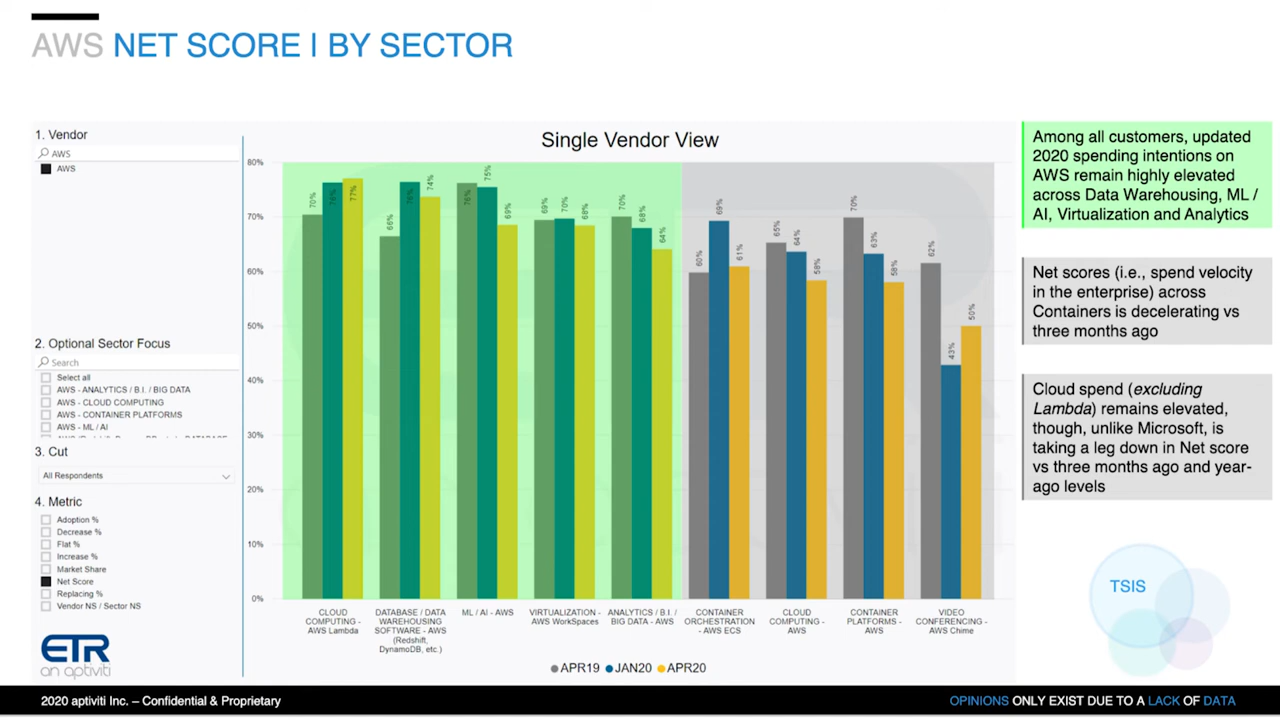 AWS NET SCORE | BY SECTOR
1. Vendor
AWS
AWS
2. Optional Sector Focus
Search
Select all
AWS - ANALYTICS / B.I. / BIG DATA
AWS - CLOUD COMPUTING
AWS - CONTAINER PLATFORMS
AWS - ML / AI
3. Cut
All Respondents
4. Metric
Adoption %
Decrease %
Flat %
Increase %
Market Share
Net Score
Replacing %
Vendor NS / Sector NS
ETR
an aptiviti
Single Vendor View
80%
70%
60%
50%
40%
30%
20%
10%
0%
70%
76%
77%
66%
76%
74%
76%
75%
69%
69%
70%
68%
70%
68%
64%
60%
69%
61%
65%
64%
58%
70%
63%
58%
62%
43%
50%
CLOUD
COMPUTING -
AWS Lambda
DATABASE / DATA
WAREHOUSING
SOFTWARE - AWS
(Redshift,
DynamoDB, etc.)
ML / AI - AWS
VIRTUALIZATION -
AWS WorkSpaces
ANALYTICS / B.I. /
BIG DATA - AWS
CONTAINER
ORCHESTRATION
- AWS ECS
CLOUD
COMPUTING -
AWS
CONTAINER
PLATFORMS -
AWS
VIDEO
CONFERENCING -
AWS Chime
APR19 JAN20 APR20
Among all customers, updated
2020 spending intentions on
AWS remain highly elevated
across Data Warehousing, ML /
AI, Virtualization and Analytics
Net scores (i.e., spend velocity
in the enterprise) across
Containers is decelerating vs
three months ago
Cloud spend (excluding
Lambda) remains elevated,
though, unlike Microsoft, is
taking a leg down in Net score
vs three months ago and year-
ago levels
TSIS
2020 aptiviti Inc. – Confidential & Proprietary
OPINIONS ONLY EXIST DUE TO A LACK OF DATA